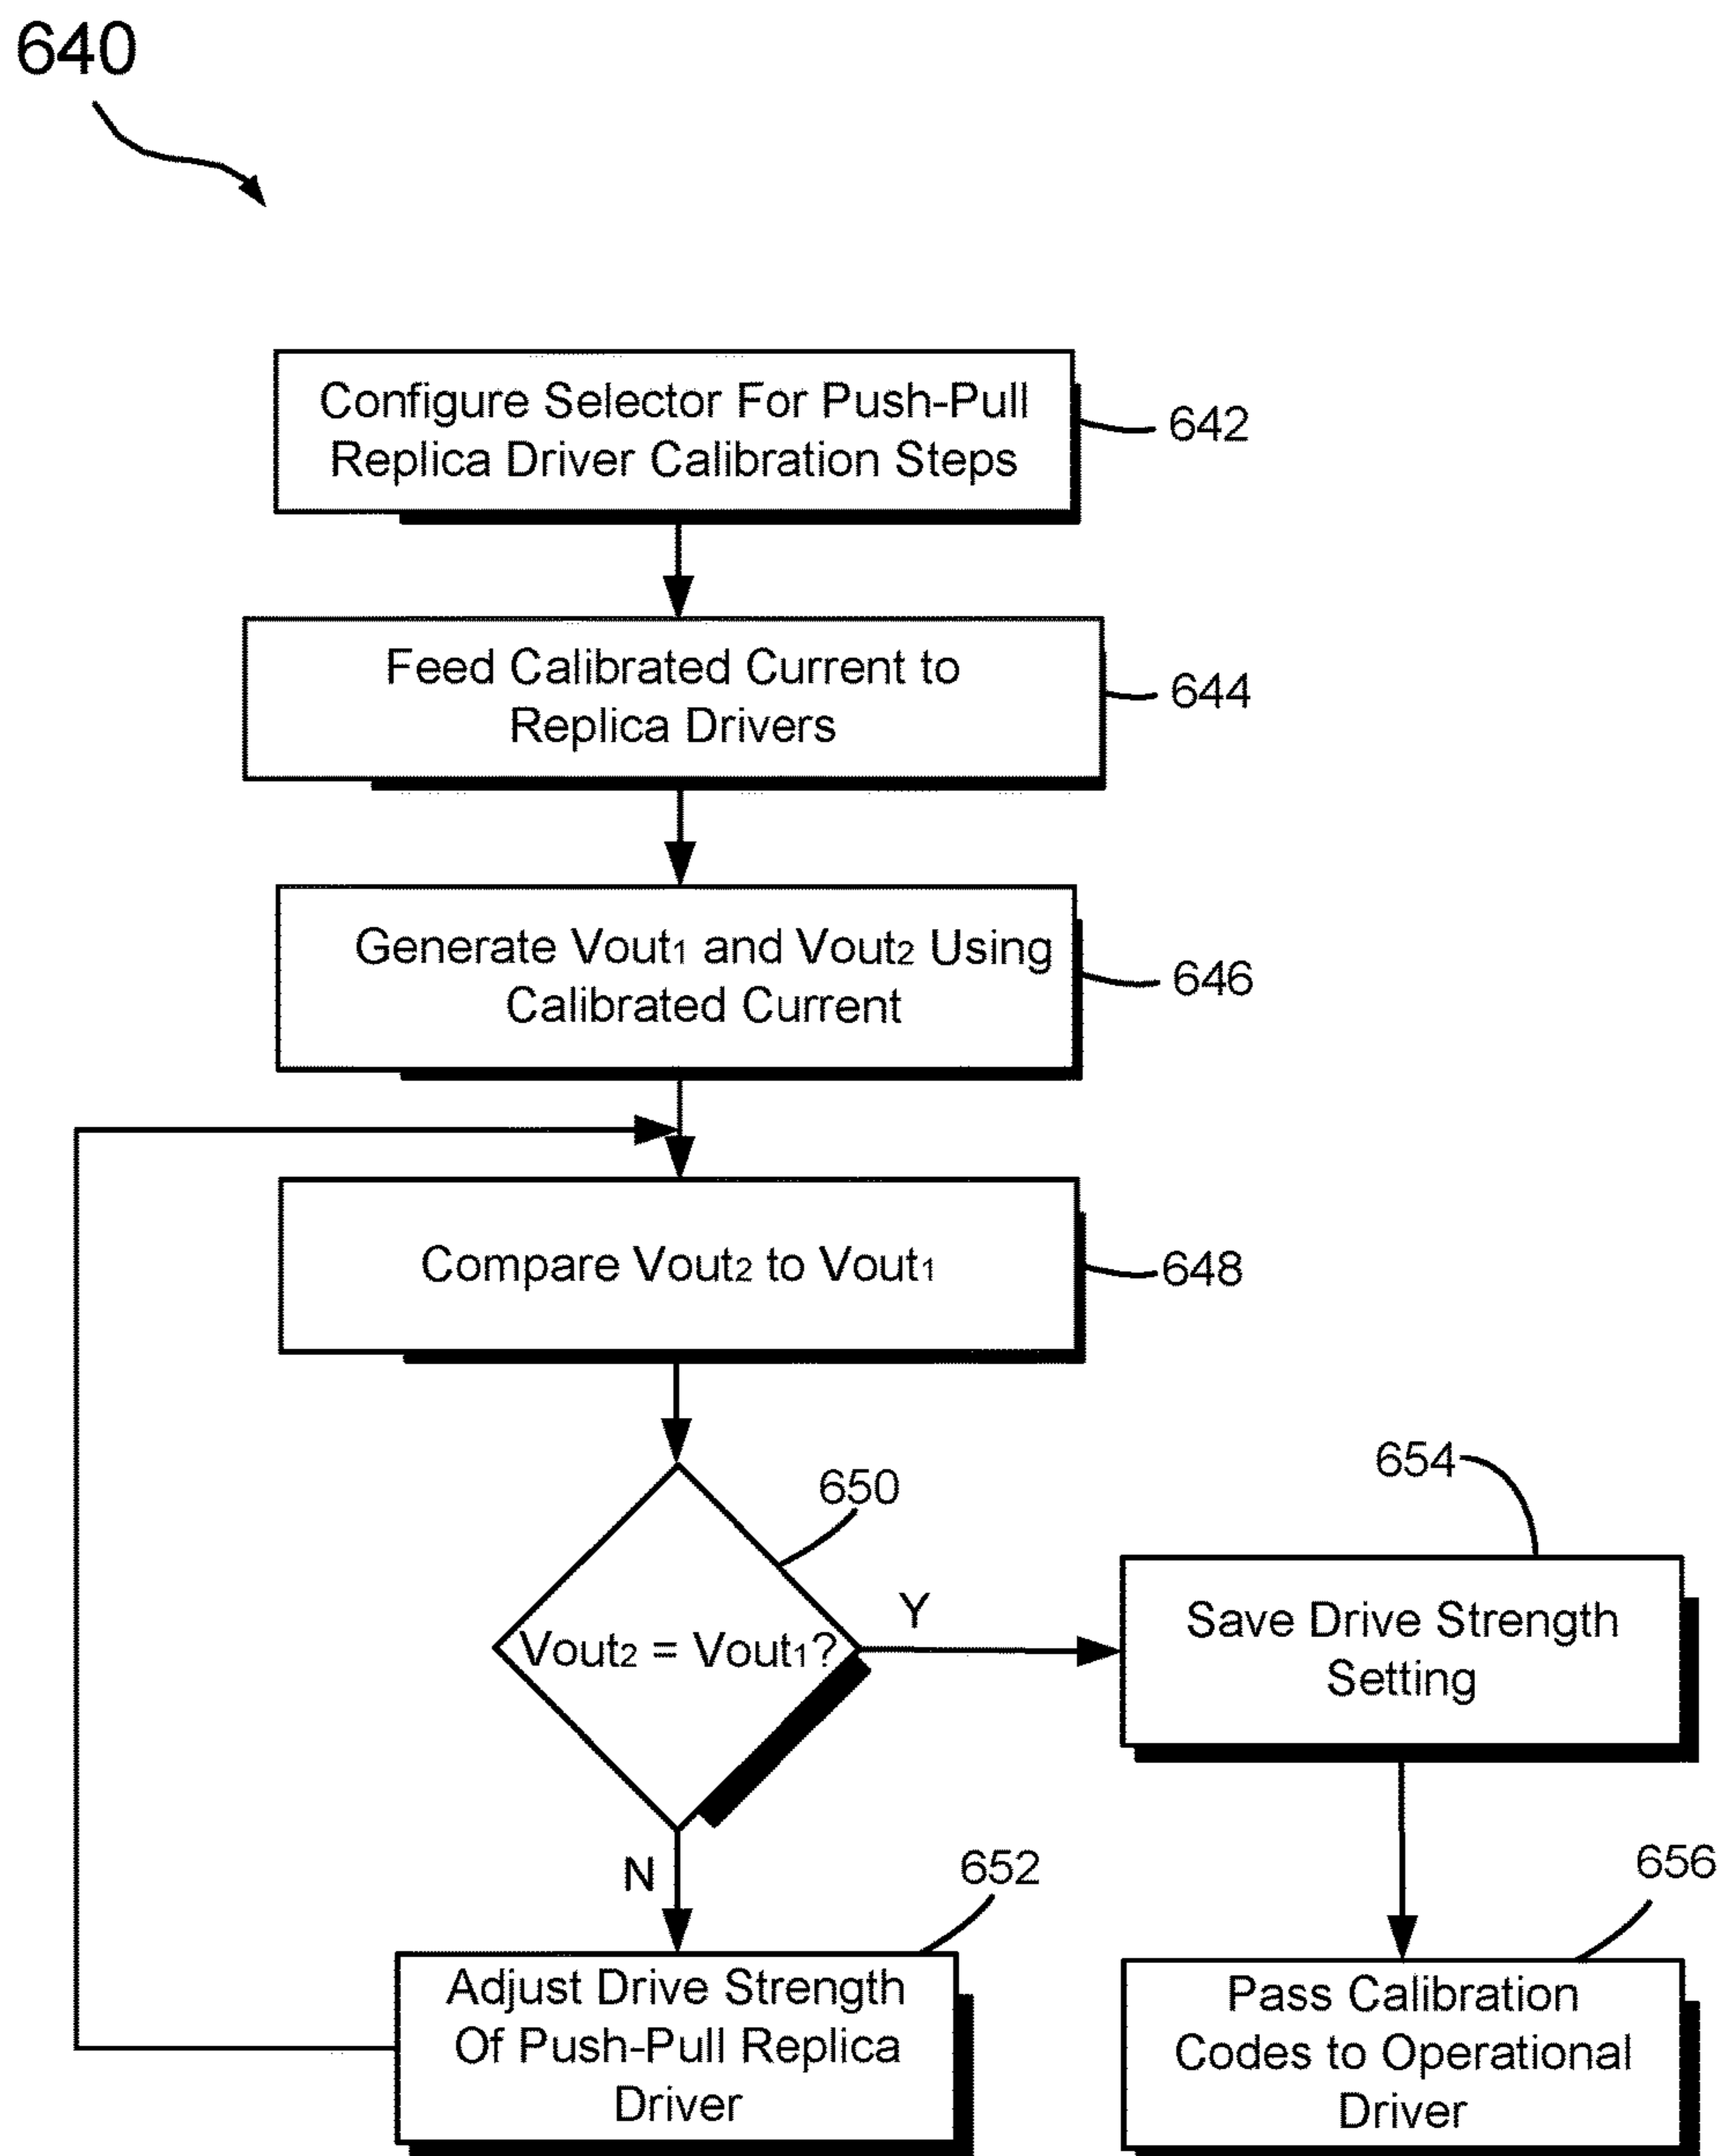 640
Configure Selector For Push-Pull
Replica Driver Calibration Steps
642
Feed Calibrated Current to
Replica Drivers
644
Generate Vout₁ and Vout₂ Using
Calibrated Current
646
Compare Vout₂ to Vout₁
648
650
Vout₂ = Vout₁?
Y
N
654
Save Drive Strength
Setting
652
Adjust Drive Strength
Of Push-Pull Replica
Driver
656
Pass Calibration
Codes to Operational
Driver